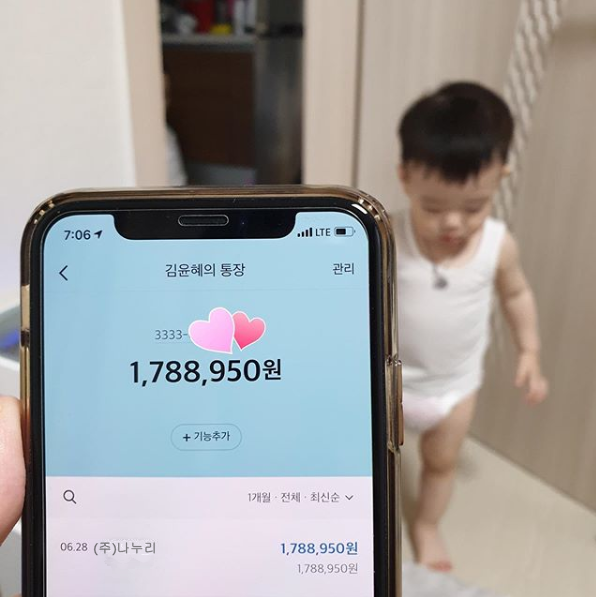 7:06 LTE
김윤혜의 통장 관리
3333-
1,788,950원
+ 기능추가
1개월 · 전체 · 최신순
06.28 (주)나누리 1,788,950원
1,788,950원